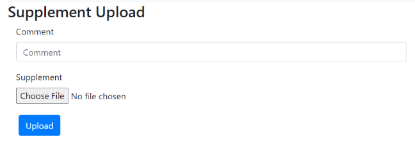 Supplement Upload
Comment
Comment
Supplement
Choose File No file chosen
Upload